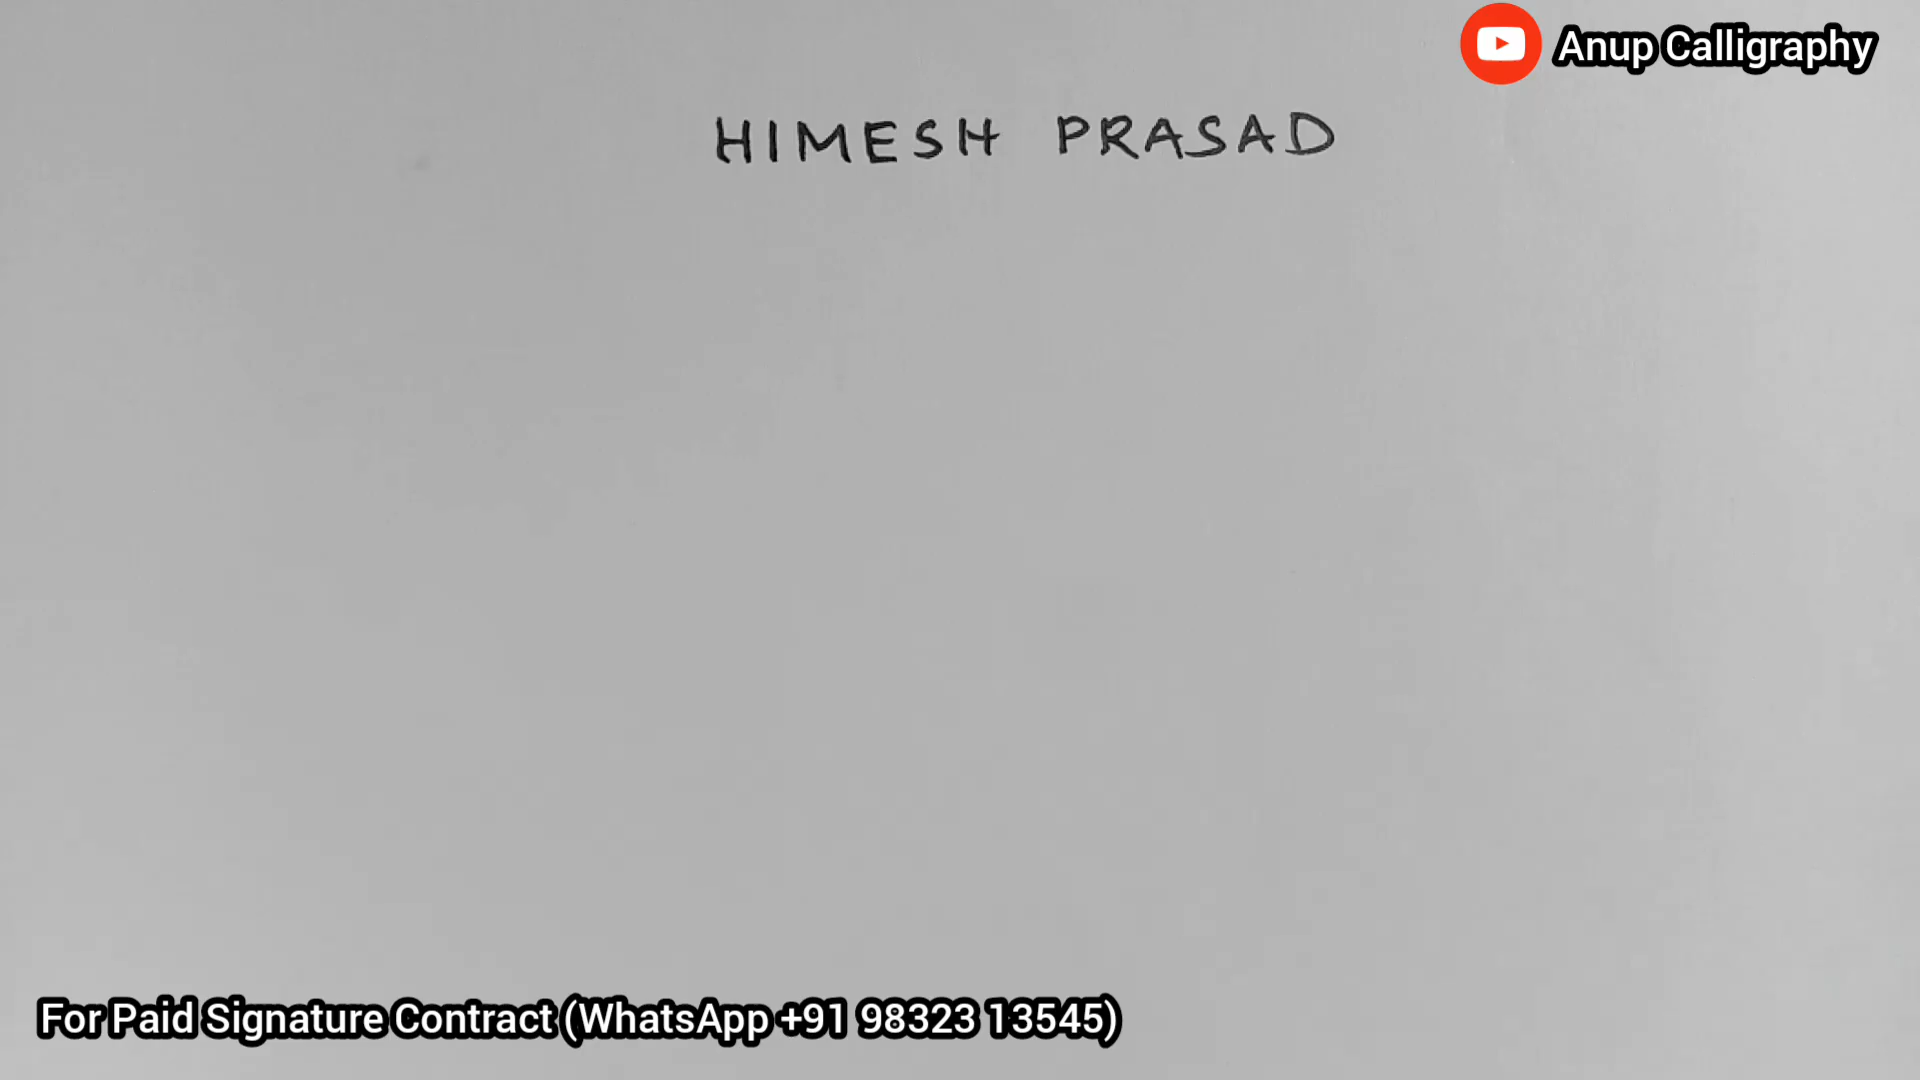 Anup Calligraphy
HIMESH PRASAD
For Paid Signature Contract (WhatsApp +91 98323 13545)